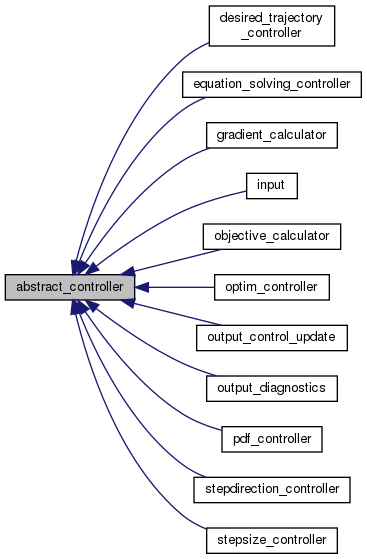 desired_trajectory
_controller
equation_solving_controller
gradient_calculator
input
objective_calculator
abstract_controller
optim_controller
output_control_update
output_diagnostics
pdf_controller
stepdirection_controller
stepsize_controller